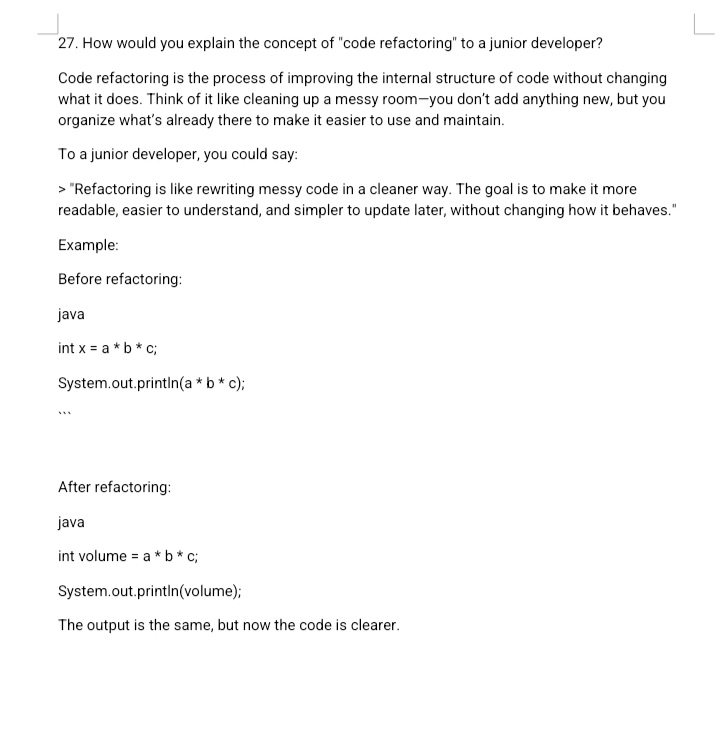 27. How would you explain the concept of "code refactoring" to a junior developer?
Code refactoring is the process of improving the internal structure of code without changing
what it does. Think of it like cleaning up a messy room—you don't add anything new, but you
organize what's already there to make it easier to use and maintain.
To a junior developer, you could say:
> "Refactoring is like rewriting messy code in a cleaner way. The goal is to make it more
readable, easier to understand, and simpler to update later, without changing how it behaves."
Example:
Before refactoring:
java
int x = a * b * c;
System.out.println(a * b * c);
```
After refactoring:
java
int volume = a * b * c;
System.out.println(volume);
The output is the same, but now the code is clearer.